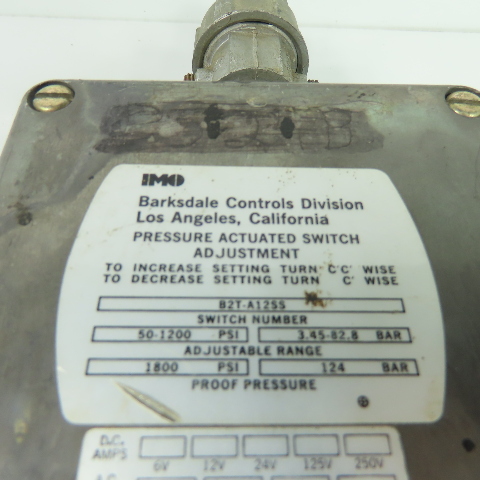 IMO
Barksdale Controls Division
Los Angeles, California
PRESSURE ACTUATED SWITCH
ADJUSTMENT
TO INCREASE SETTING TURN C'C' WISE
TO DECREASE SETTING TURN C' WISE
B2T-A12SS
SWITCH NUMBER
50-1200 PSI 3.45-82.8 BAR
ADJUSTABLE RANGE
1800 PSI 124 BAR
PROOF PRESSURE
D.C.
AMPS
6V 12V 24V 125V 250V